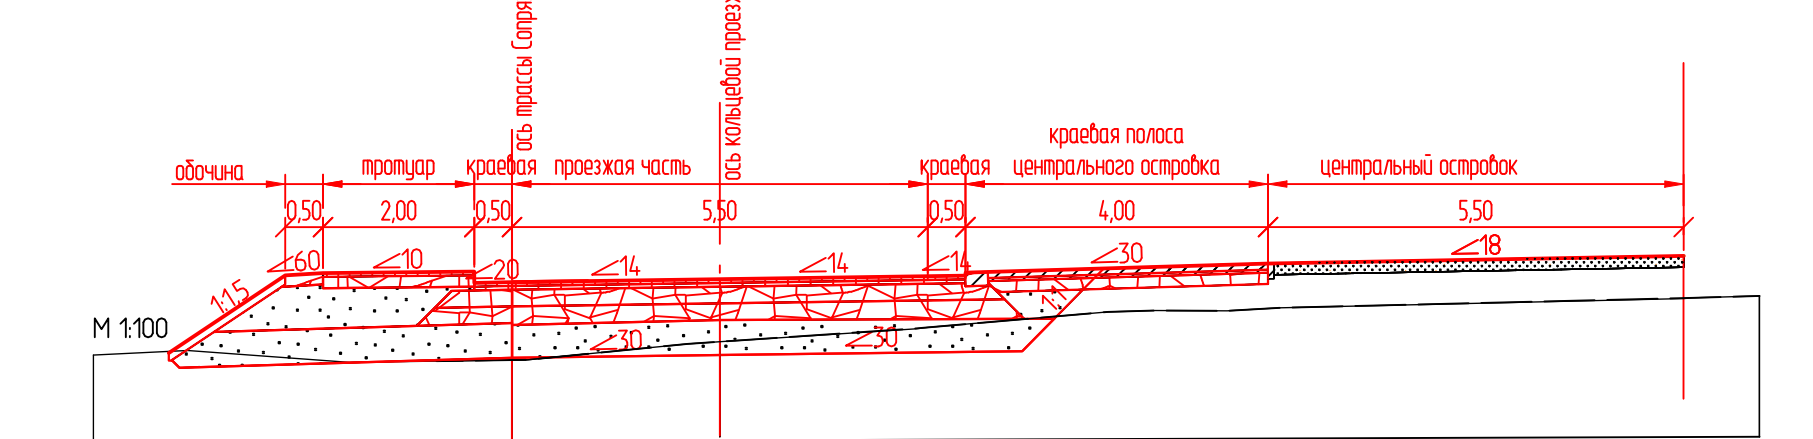 ось трассы Сопря
ось кольцевой проезж
краевая полоса
обочина тротуар краевая проезжая часть краевая центрального островка центральный островок
0,50 2,00 0,50 5,50 0,50 4,00 5,50
60 10 20 14 14 14 30 18
1:1,5
1:1
М 1:100
30 30